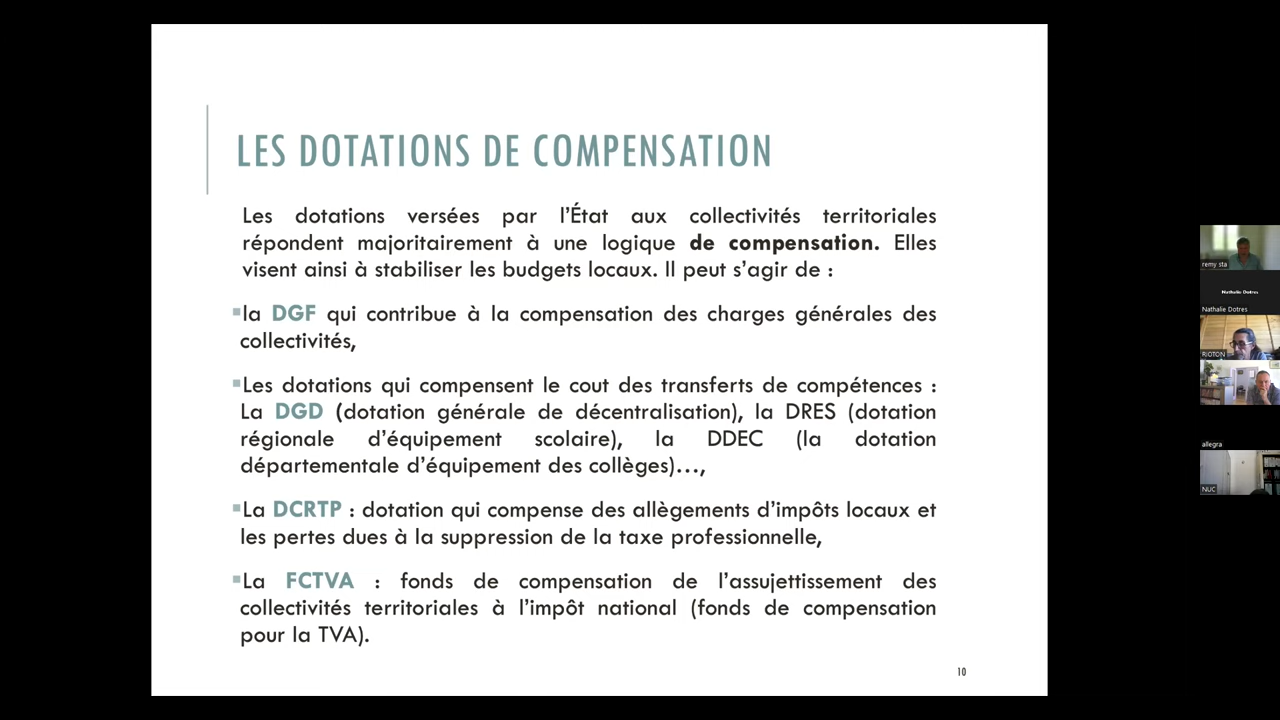 LES DOTATIONS DE COMPENSATION
Les dotations versées par l'État aux collectivités territoriales
répondent majoritairement à une logique de compensation. Elles
visent ainsi à stabiliser les budgets locaux. Il peut s'agir de :
▪la DGF qui contribue à la compensation des charges générales des
collectivités,
▪Les dotations qui compensent le cout des transferts de compétences :
La DGD (dotation générale de décentralisation), la DRES (dotation
régionale d'équipement scolaire), la DDEC (la dotation
départementale d'équipement des collèges)…,
▪La DCRTP : dotation qui compense des allègements d'impôts locaux et
les pertes dues à la suppression de la taxe professionnelle,
▪La FCTVA : fonds de compensation de l'assujettissement des
collectivités territoriales à l'impôt national (fonds de compensation
pour la TVA).
10
remy sta
Nathalie Dotres
Nathalie Dotres
RIOTON
allegra
NUC